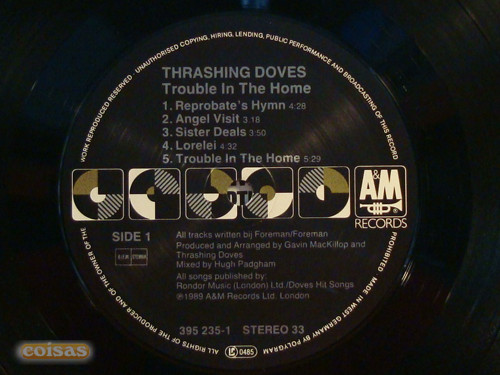 WORK REPRODUCED RESERVED · UNAUTHORISED COPYING, HIRING, LENDING, PUBLIC PERFORMANCE AND BROADCASTING OF THIS RECORD
THRASHING DOVES
Trouble In The Home
1. Reprobate's Hymn 4:28
2. Angel Visit 3.18
3. Sister Deals 3:50
4. Lorelei 4:32
5. Trouble In The Home 5:29
A&M
RECORDS
SIDE 1
All tracks written bij Foreman/Foreman
Produced and Arranged by Gavin MacKillop and
Thrashing Doves
Mixed by Hugh Padgham
All songs published by:
Rondor Music (London) Ltd./Doves Hit Songs
℗1989 A&M Records Ltd. London
395 235-1 STEREO 33
LC 0485
ALL RIGHTS OF THE PRODUCER AND OF THE OWNER OF THE
PROHIBITED · MADE IN WEST GERMANY BY POLYGRAM
coisas